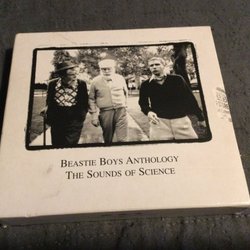 Beastie Boys Anthology
The Sounds of Science